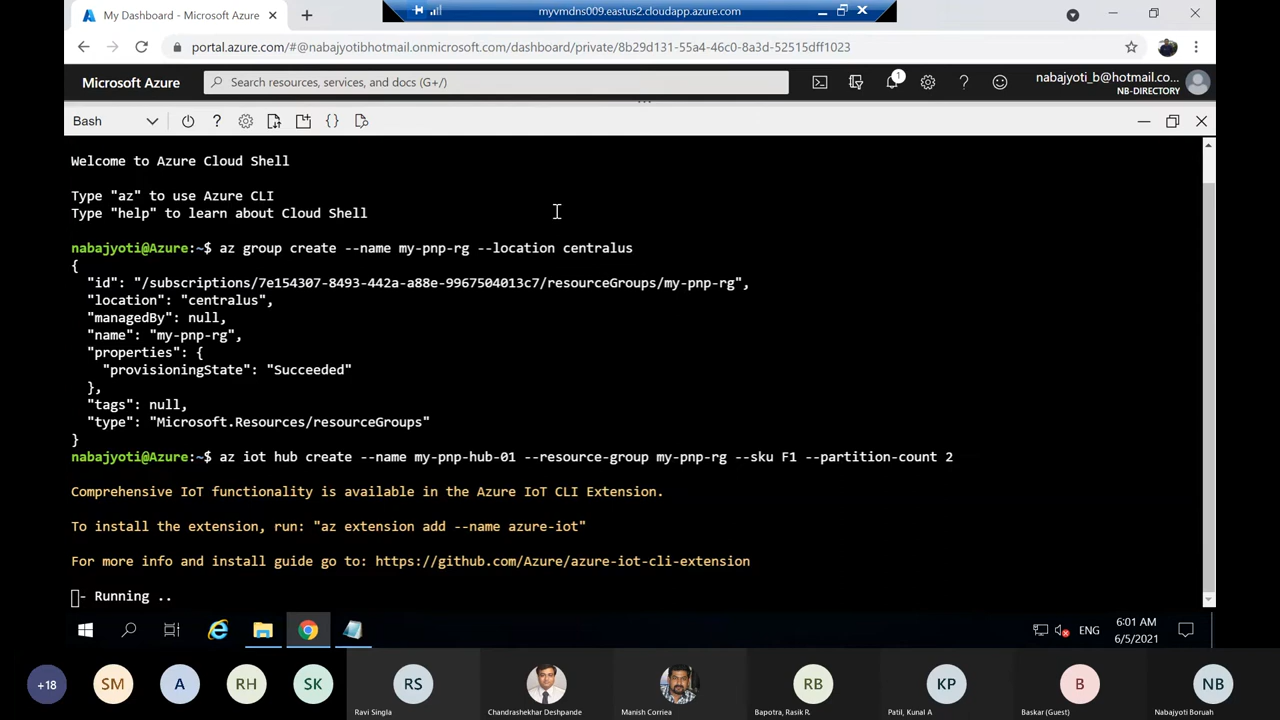 My Dashboard - Microsoft Azure
myvmdns009.eastus2.cloudapp.azure.com
portal.azure.com/#@nabajyotibhotmail.onmicrosoft.com/dashboard/private/8b29d131-55a4-46c0-8a3d-52515dff1023
Microsoft Azure
Search resources, services, and docs (G+/)
1
nabajyoti_b@hotmail.co...
NB-DIRECTORY
Bash
Welcome to Azure Cloud Shell
Type "az" to use Azure CLI
Type "help" to learn about Cloud Shell
nabajyoti@Azure:~$ az group create --name my-pnp-rg --location centralus
{
"id": "/subscriptions/7e154307-8493-442a-a88e-9967504013c7/resourceGroups/my-pnp-rg",
"location": "centralus",
"managedBy": null,
"name": "my-pnp-rg",
"properties": {
"provisioningState": "Succeeded"
},
"tags": null,
"type": "Microsoft.Resources/resourceGroups"
}
nabajyoti@Azure:~$ az iot hub create --name my-pnp-hub-01 --resource-group my-pnp-rg --sku F1 --partition-count 2
Comprehensive IoT functionality is available in the Azure IoT CLI Extension.
To install the extension, run: "az extension add --name azure-iot"
For more info and install guide go to: https://github.com/Azure/azure-iot-cli-extension
- Running ..
ENG
6:01 AM
6/5/2021
+18
SM
A
RH
SK
RS
RB
KP
B
NB
Ravi Singla
Chandrashekhar Deshpande
Manish Corriea
Bapotra, Rasik R.
Patil, Kunal A
Baskar (Guest)
Nabajyoti Boruah